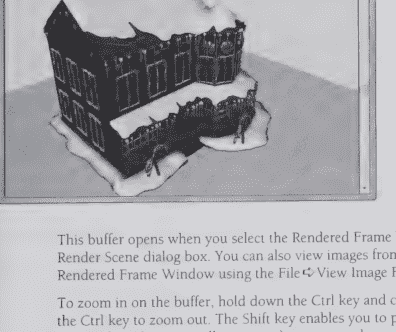 This buffer opens when you select the Rendered Frame
Render Scene dialog box. You can also view images from
Rendered Frame Window using the File➪View Image F
To zoom in on the buffer, hold down the Ctrl key and c
the Ctrl key to zoom out. The Shift key enables you to p